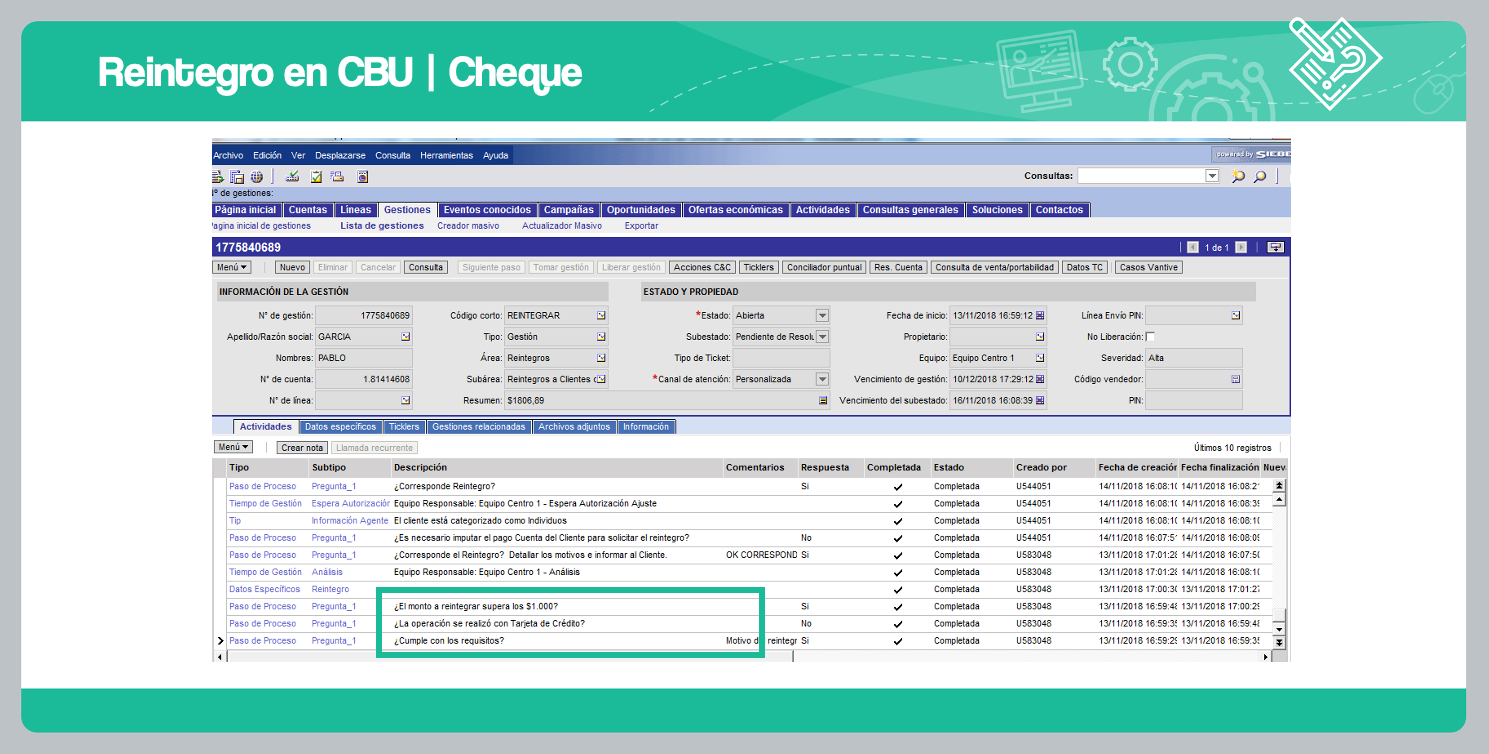 Reintegro en CBU | Cheque
Archivo Edición Ver Desplazarse Consulta Herramientas Ayuda
powered by SIEBE
Consultas:
Nº de gestiones:
Página inicial Cuentas Líneas Gestiones Eventos conocidos Campañas Oportunidades Ofertas económicas Actividades Consultas generales Soluciones Contactos
Página inicial de gestiones Lista de gestiones Creador masivo Actualizador Masivo Exportar
1775840689 1 de 1
Menú Nuevo Eliminar Cancelar Consulta Siguiente paso Tomar gestión Liberar gestión Acciones C&C Ticklers Conciliador puntual Res. Cuenta Consulta de venta/portabilidad Datos TC Casos Vantive
INFORMACIÓN DE LA GESTIÓN ESTADO Y PROPIEDAD
N° de gestión: 1775840689 Código corto: REINTEGRAR *Estado: Abierta Fecha de inicio: 13/11/2018 16:59:12 Línea Envío PIN:
Apellido/Razón social: GARCIA Tipo: Gestión Subestado: Pendiente de Resolu Propietario: No Liberación:
Nombres: PABLO Área: Reintegros Tipo de Ticket: Equipo: Equipo Centro 1 Severidad: Alta
N° de cuenta: 1.81414608 Subárea: Reintegros a Clientes *Canal de atención: Personalizada Vencimiento de gestión: 10/12/2018 17:29:12 Código vendedor:
N° de línea: Resumen: $1806,89 Vencimiento del subestado: 16/11/2018 16:08:39 PIN:
Actividades Datos específicos Ticklers Gestiones relacionadas Archivos adjuntos Información
Menú Crear nota Llamada recurrente Últimos 10 registros
Tipo Subtipo Descripción Comentarios Respuesta Completada Estado Creado por Fecha de creación Fecha finalización Nuev
Paso de Proceso Pregunta_1 ¿Corresponde Reintegro? Si Completada U544051 14/11/2018 16:08:1 14/11/2018 16:08:2
Tiempo de Gestión Espera Autorización Equipo Responsable: Equipo Centro 1 - Espera Autorización Ajuste Completada U544051 14/11/2018 16:08:1 14/11/2018 16:08:3
Tip Información Agente El cliente está categorizado como Individuos Completada U544051 14/11/2018 16:08:1 14/11/2018 16:08:1
Paso de Proceso Pregunta_1 ¿Es necesario imputar el pago Cuenta del Cliente para solicitar el reintegro? No Completada U544051 14/11/2018 16:07:5 14/11/2018 16:08:0
Paso de Proceso Pregunta_1 ¿Corresponde el Reintegro? Detallar los motivos e informar al Cliente. OK CORRESPOND Si Completada U583048 13/11/2018 17:01:2 14/11/2018 16:07:5
Tiempo de Gestión Análisis Equipo Responsable: Equipo Centro 1 - Análisis Completada U583048 13/11/2018 17:01:2 14/11/2018 16:08:1
Datos Específicos Reintegro Completada U583048 13/11/2018 17:00:3 13/11/2018 17:01:2
Paso de Proceso Pregunta_1 ¿El monto a reintegrar supera los $1.000? Si Completada U583048 13/11/2018 16:59:4 13/11/2018 17:00:2
Paso de Proceso Pregunta_1 ¿La operación se realizó con Tarjeta de Crédito? No Completada U583048 13/11/2018 16:59:3 13/11/2018 16:59:4
Paso de Proceso Pregunta_1 ¿Cumple con los requisitos? Motivo de reintegr Si Completada U583048 13/11/2018 16:59:2 13/11/2018 16:59:3